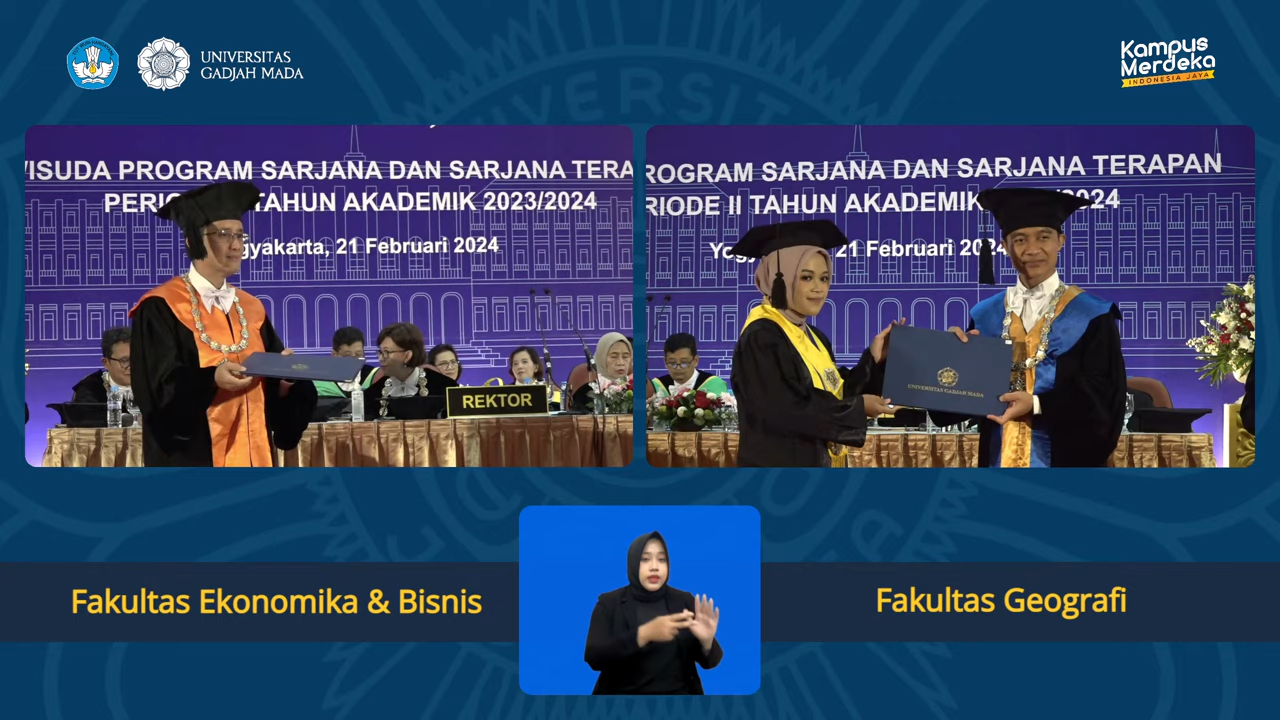 UNIVERSITAS
GADJAH MADA
Kampus
Merdeka
INDONESIA JAYA
VISUDA PROGRAM SARJANA DAN SARJANA TERA
TAHUN AKADEMIK 2023/2024
gyakarta, 21 Februari 2024
REKTOR
ROGRAM SARJANA DAN SARJANA TERAPAN
RIODE II TAHUN AKADEMIK /2024
21 Februari 2024
UNIVERSITAS GADJAH MADA
Fakultas Ekonomika & Bisnis
Fakultas Geografi